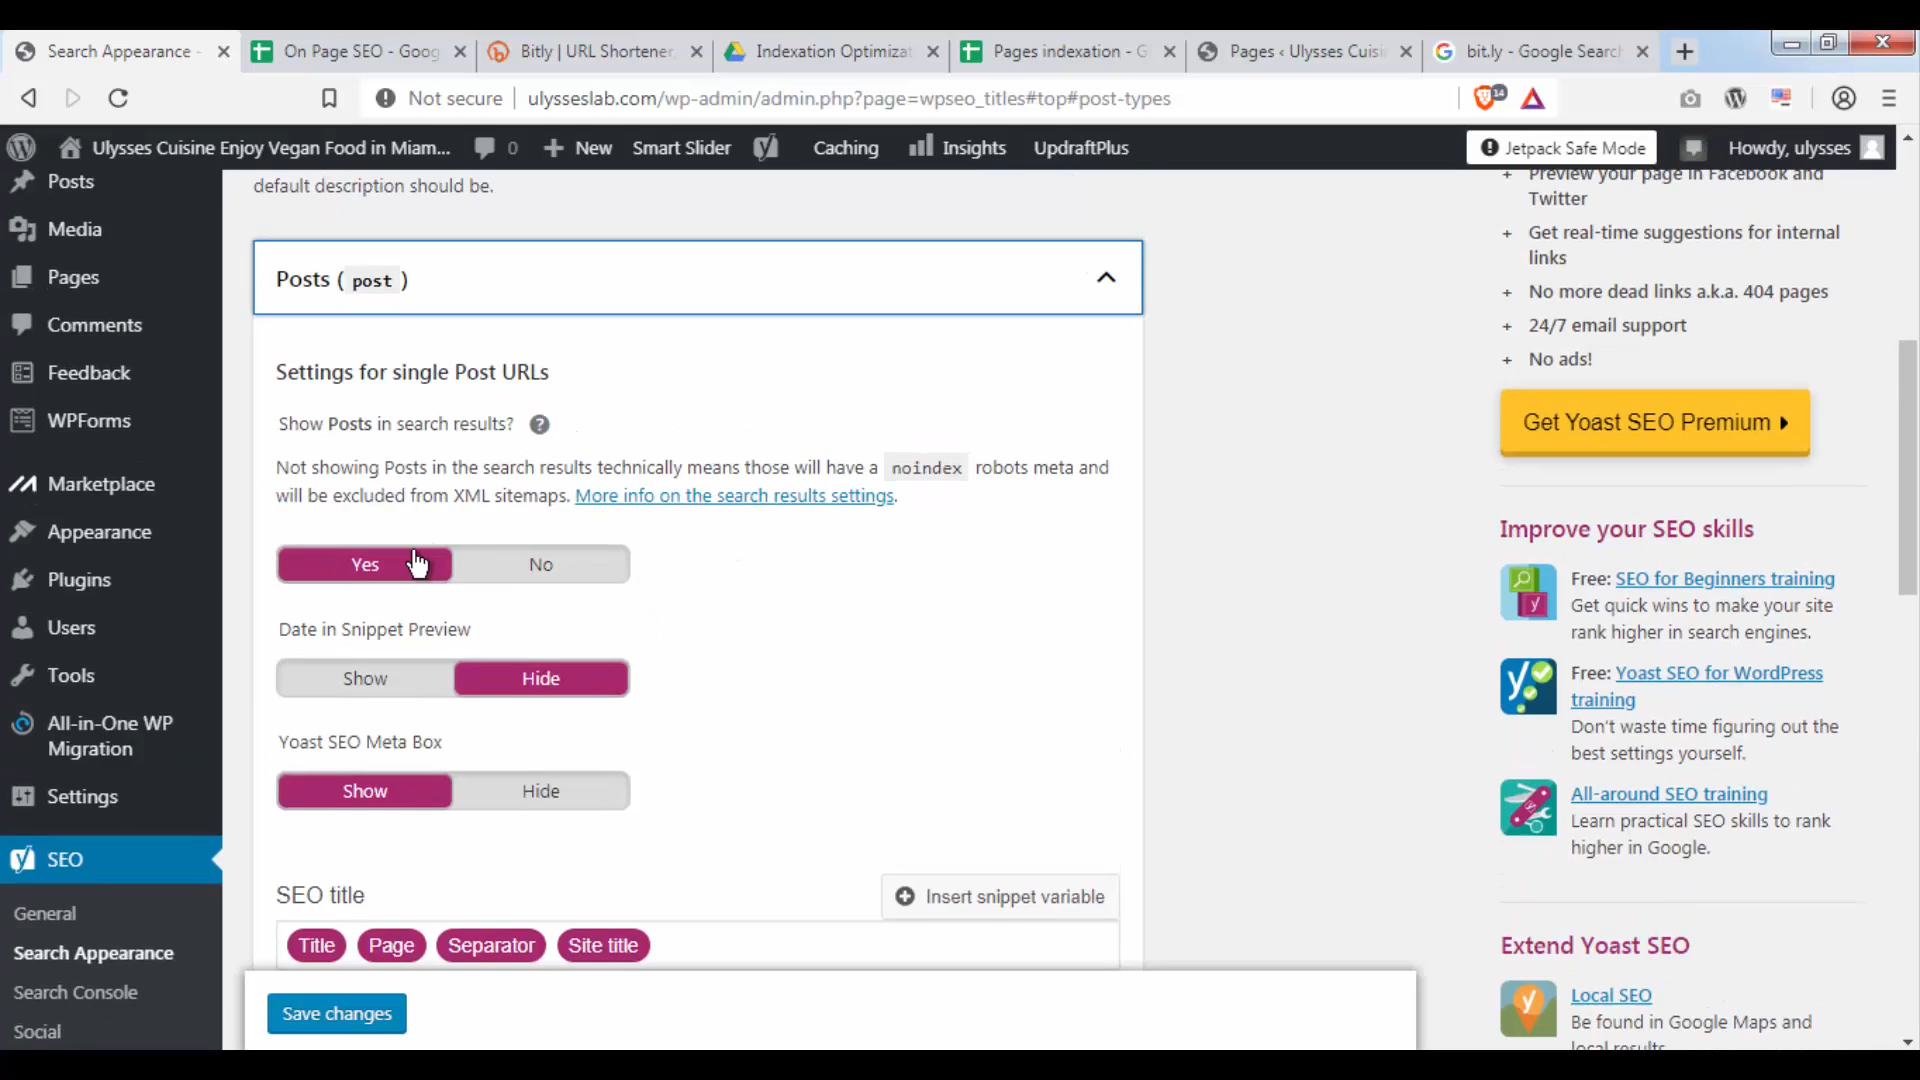 Search Appearance -
On Page SEO - Goog
Bitly | URL Shortener,
Indexation Optimizat
Pages indexation - G
Pages ‹ Ulysses Cuisi
bit.ly - Google Search
Not secure
ulysseslab.com/wp-admin/admin.php?page=wpseo_titles#top#post-types
14
Ulysses Cuisine Enjoy Vegan Food in Miam...
0
New
Smart Slider
Caching
Insights
UpdraftPlus
Jetpack Safe Mode
Howdy, ulysses
Posts
Media
Pages
Comments
Feedback
WPForms
Marketplace
Appearance
Plugins
Users
Tools
All-in-One WP
Migration
Settings
SEO
General
Search Appearance
Search Console
Social
default description should be.
Posts ( post )
Settings for single Post URLs
Show Posts in search results?
Not showing Posts in the search results technically means those will have a noindex robots meta and
will be excluded from XML sitemaps. More info on the search results settings.
Yes No
Date in Snippet Preview
Show Hide
Yoast SEO Meta Box
Show Hide
SEO title
Insert snippet variable
Title Page Separator Site title
Save changes
+ Preview your page in Facebook and
Twitter
+ Get real-time suggestions for internal
links
+ No more dead links a.k.a. 404 pages
+ 24/7 email support
+ No ads!
Get Yoast SEO Premium
Improve your SEO skills
Free: SEO for Beginners training
Get quick wins to make your site
rank higher in search engines.
Free: Yoast SEO for WordPress
training
Don't waste time figuring out the
best settings yourself.
All-around SEO training
Learn practical SEO skills to rank
higher in Google.
Extend Yoast SEO
Local SEO
Be found in Google Maps and
local results.